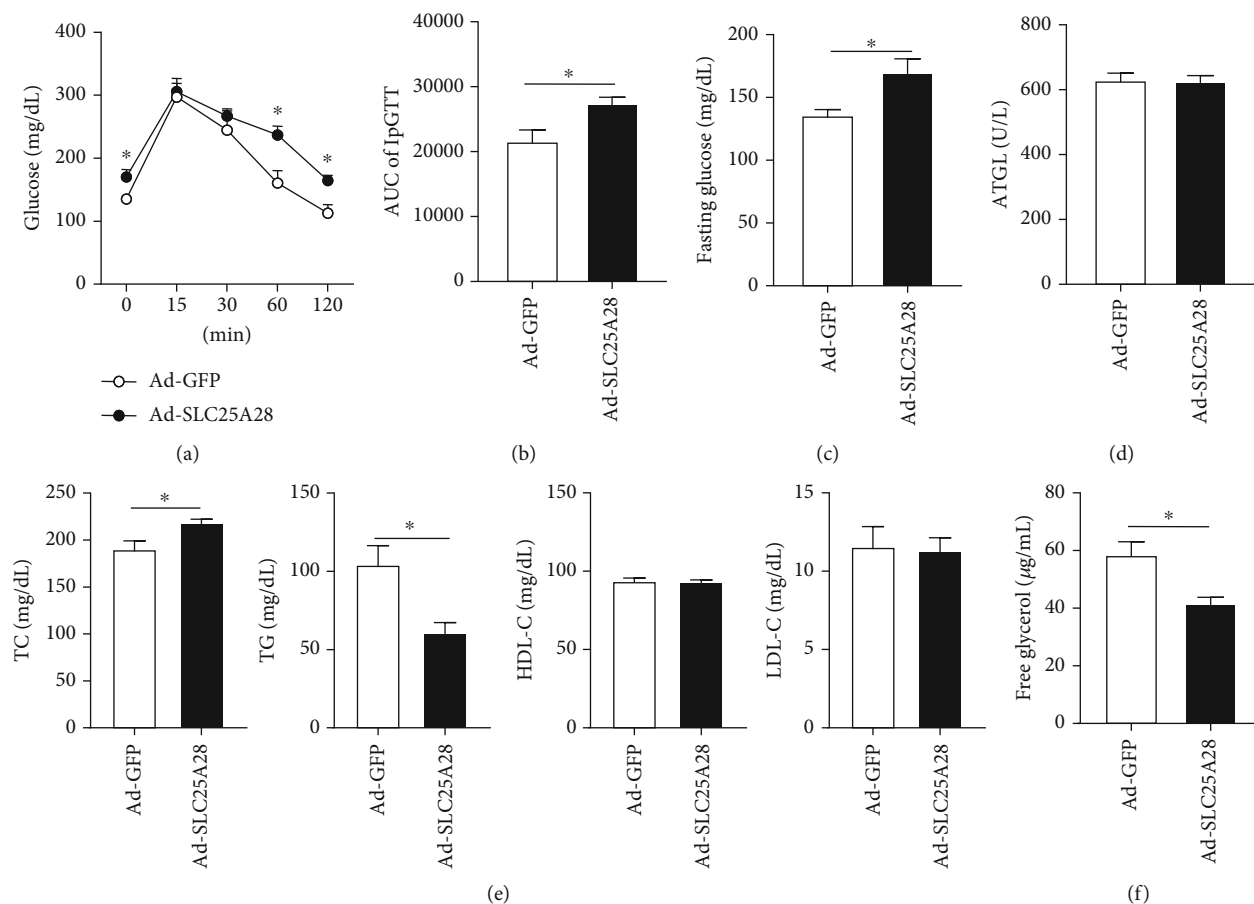 400
300
200
100
0
Glucose (mg/dL)
*
*
*
0
15
30
60
120
(min)
Ad-GFP
Ad-SLC25A28
(a)
40000
30000
20000
10000
0
AUC of IpGTT
*
Ad-GFP
Ad-SLC25A28
(b)
200
150
100
50
0
Fasting glucose (mg/dL)
*
Ad-GFP
Ad-SLC25A28
(c)
800
600
400
200
0
ATGL (U/L)
Ad-GFP
Ad-SLC25A28
(d)
250
200
150
100
50
0
TC (mg/dL)
*
Ad-GFP
Ad-SLC25A28
150
100
50
0
TG (mg/dL)
*
Ad-GFP
Ad-SLC25A28
150
100
50
0
HDL-C (mg/dL)
Ad-GFP
Ad-SLC25A28
15
10
5
0
LDL-C (mg/dL)
Ad-GFP
Ad-SLC25A28
(e)
80
60
40
20
0
Free glycerol (μg/mL)
*
Ad-GFP
Ad-SLC25A28
(f)